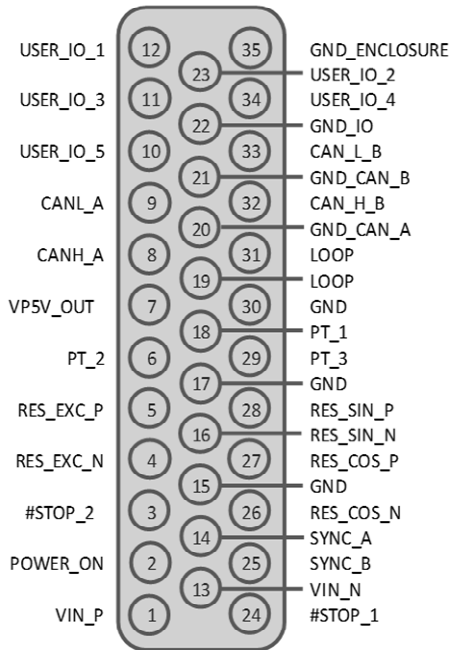 USER_IO_1 12 35 GND_ENCLOSURE
23 USER_IO_2
USER_IO_3 11 34 USER_IO_4
22 GND_IO
USER_IO_5 10 33 CAN_L_B
21 GND_CAN_B
CANL_A 9 32 CAN_H_B
20 GND_CAN_A
CANH_A 8 31 LOOP
19 LOOP
VP5V_OUT 7 30 GND
18 PT_1
PT_2 6 29 PT_3
17 GND
RES_EXC_P 5 28 RES_SIN_P
16 RES_SIN_N
RES_EXC_N 4 27 RES_COS_P
15 GND
#STOP_2 3 26 RES_COS_N
14 SYNC_A
POWER_ON 2 25 SYNC_B
13 VIN_N
VIN_P 1 24 #STOP_1